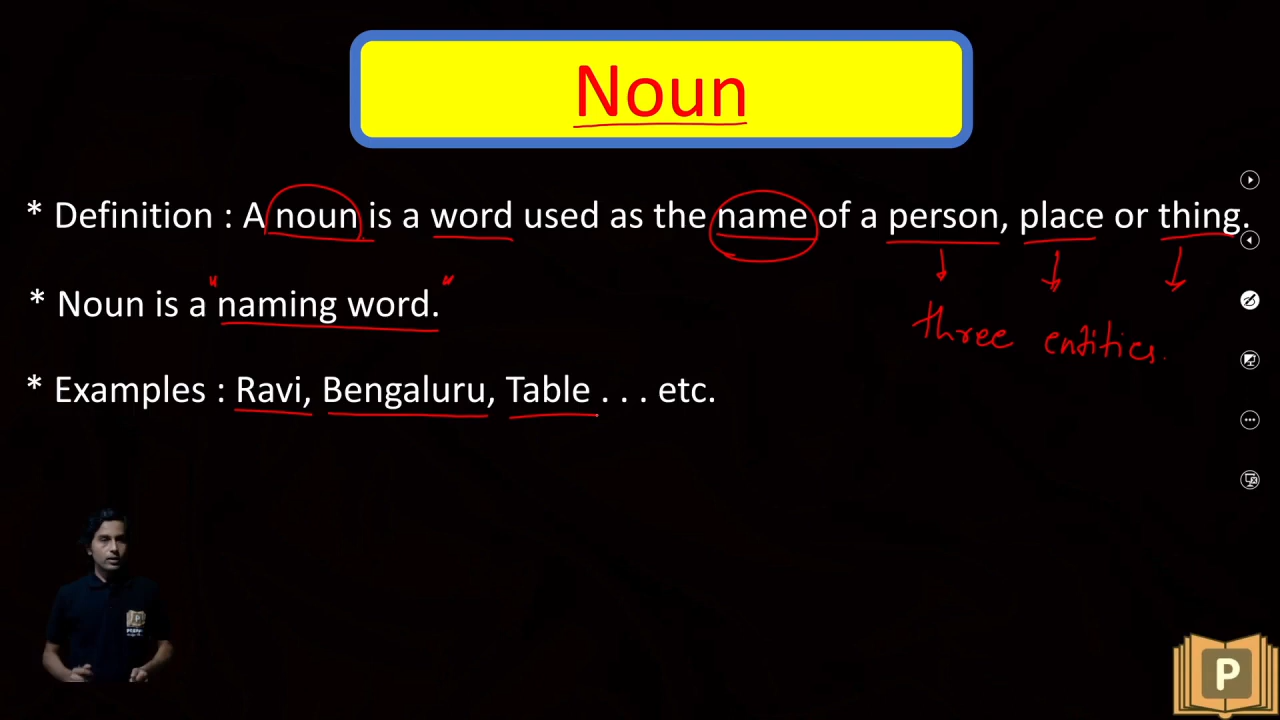 Noun
* Definition : A noun is a word used as the name of a person, place or thing.
* Noun is a "naming word."
three entities.
* Examples : Ravi, Bengaluru, Table . . . etc.
P